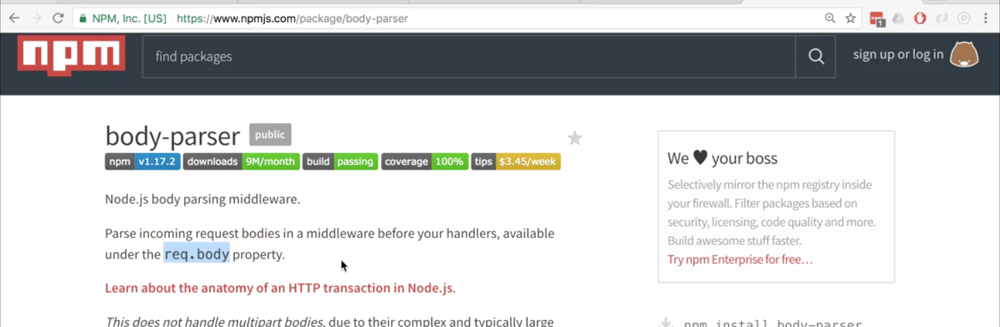 NPM, Inc. [US] https://www.npmjs.com/package/body-parser
1
npm find packages sign up or log in
body-parser public
npm v1.17.2 downloads 9M/month build passing coverage 100% tips $3.45/week
Node.js body parsing middleware.
Parse incoming request bodies in a middleware before your handlers, available
under the req.body property.
Learn about the anatomy of an HTTP transaction in Node.js.
This does not handle multipart bodies, due to their complex and typically large
We ♥ your boss
Selectively mirror the npm registry inside
your firewall. Filter packages based on
security, licensing, code quality and more.
Build awesome stuff faster.
Try npm Enterprise for free…
npm install body-parser